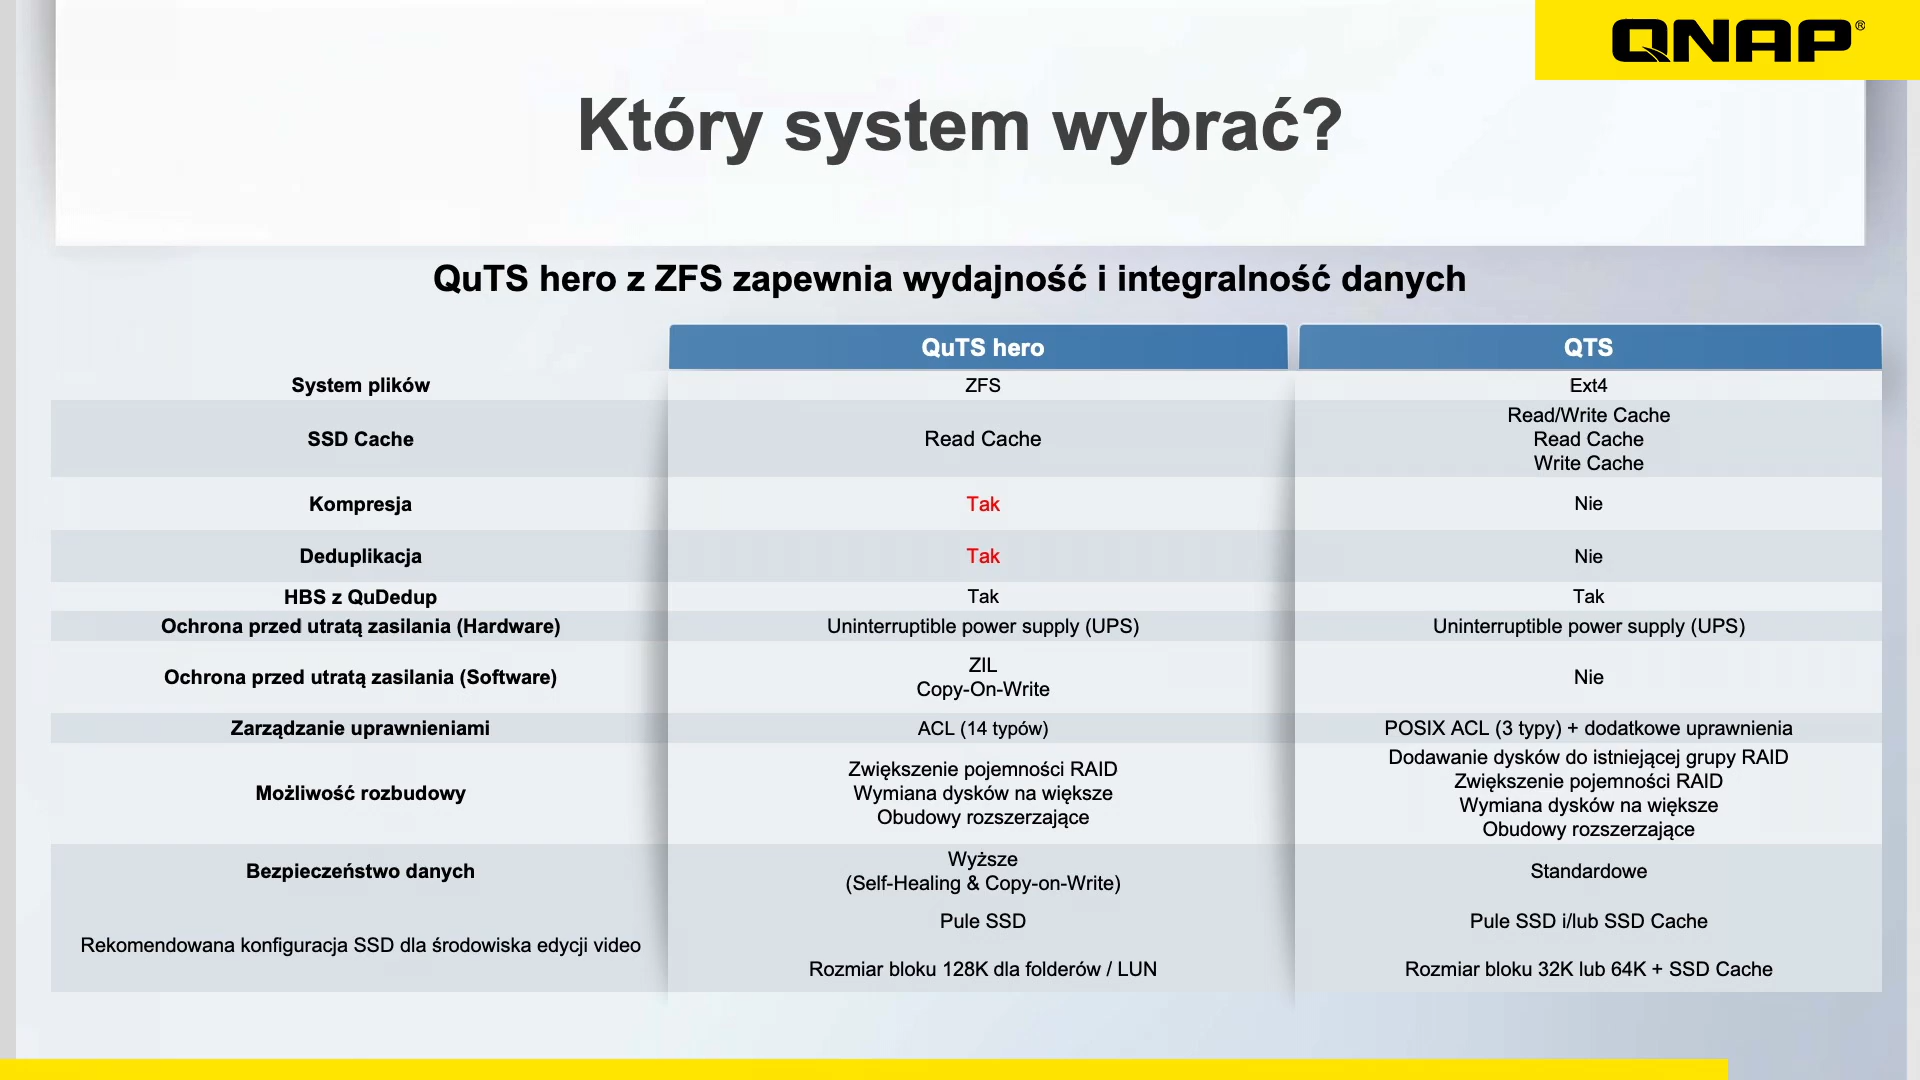 QNAP®
Który system wybrać?
QuTS hero z ZFS zapewnia wydajność i integralność danych
QuTS hero
QTS
System plików
ZFS
Ext4
SSD Cache
Read Cache
Read/Write Cache
Read Cache
Write Cache
Kompresja
Tak
Nie
Deduplikacja
Tak
Nie
HBS z QuDedup
Tak
Tak
Ochrona przed utratą zasilania (Hardware)
Uninterruptible power supply (UPS)
Uninterruptible power supply (UPS)
Ochrona przed utratą zasilania (Software)
ZIL
Copy-On-Write
Nie
Zarządzanie uprawnieniami
ACL (14 typów)
POSIX ACL (3 typy) + dodatkowe uprawnienia
Możliwość rozbudowy
Zwiększenie pojemności RAID
Wymiana dysków na większe
Obudowy rozszerzające
Dodawanie dysków do istniejącej grupy RAID
Zwiększenie pojemności RAID
Wymiana dysków na większe
Obudowy rozszerzające
Bezpieczeństwo danych
Wyższe
(Self-Healing & Copy-on-Write)
Standardowe
Rekomendowana konfiguracja SSD dla środowiska edycji video
Pule SSD
Rozmiar bloku 128K dla folderów / LUN
Pule SSD i/lub SSD Cache
Rozmiar bloku 32K lub 64K + SSD Cache